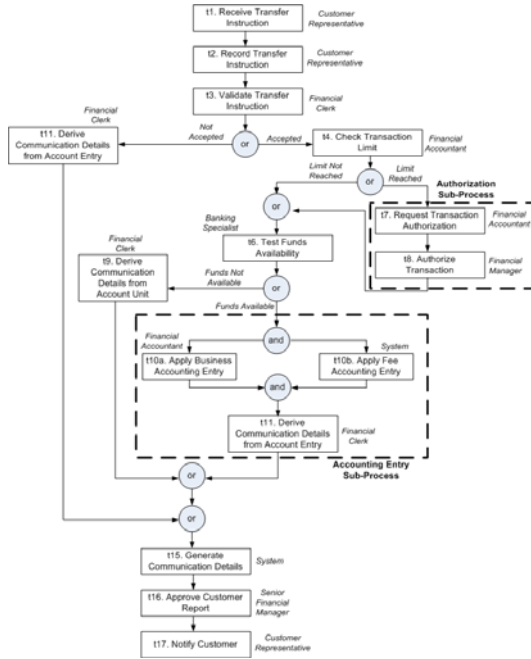 t1. Receive Transfer
Instruction
Customer
Representative
t2. Record Transfer
Instruction
Customer
Representative
t3. Validate Transfer
Instruction
Financial
Clerk
Financial
Clerk
t11. Derive
Communication Details
from Account Entry
Not
Accepted
or
Accepted
t4. Check Transaction
Limit
Financial
Accountant
Limit Not
Reached
or
Limit
Reached
Authorization
Sub-Process
or
t7. Request Transaction
Authorization
Financial
Accountant
Banking
Specialist
t6. Test Funds
Availability
t8. Authorize
Transaction
Financial
Manager
Financial
Clerk
t9. Derive
Communication
Details from
Account Unit
Funds Not
Available
or
Funds Available
and
Financial
Accountant
System
t10a. Apply Business
Accounting Entry
t10b. Apply Fee
Accounting Entry
and
t11. Derive
Communication Details
from Account Entry
Financial
Clerk
Accounting Entry
Sub-Process
or
or
t15. Generate
Communication Details
System
t16. Approve Customer
Report
Senior
Financial
Manager
t17. Notify Customer
Customer
Representative